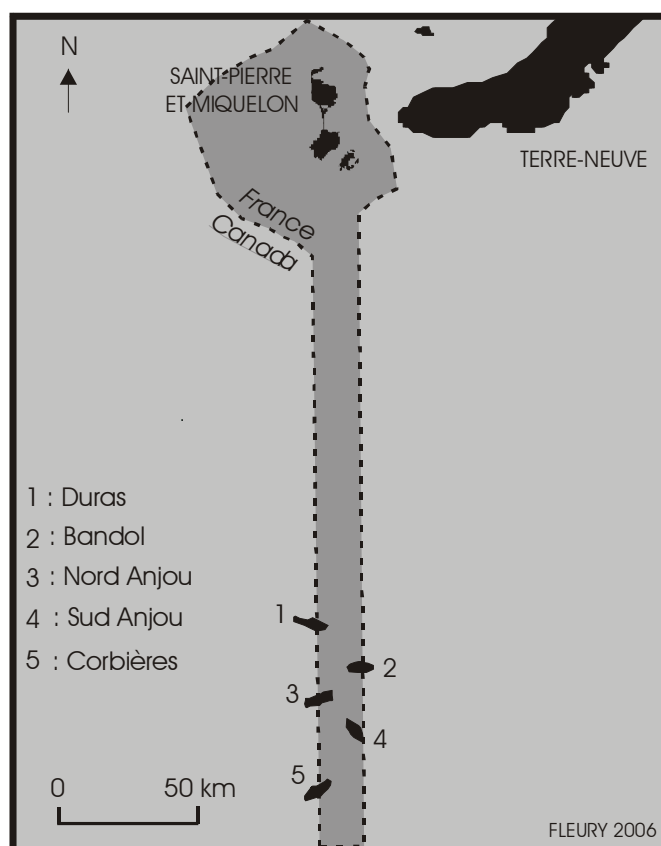 N
SAINT-PIERRE
ET MIQUELON
TERRE-NEUVE
France
Canada
1 : Duras
2 : Bandol
3 : Nord Anjou
4 : Sud Anjou
5 : Corbières
1
2
3
4
5
0 50 km
FLEURY 2006